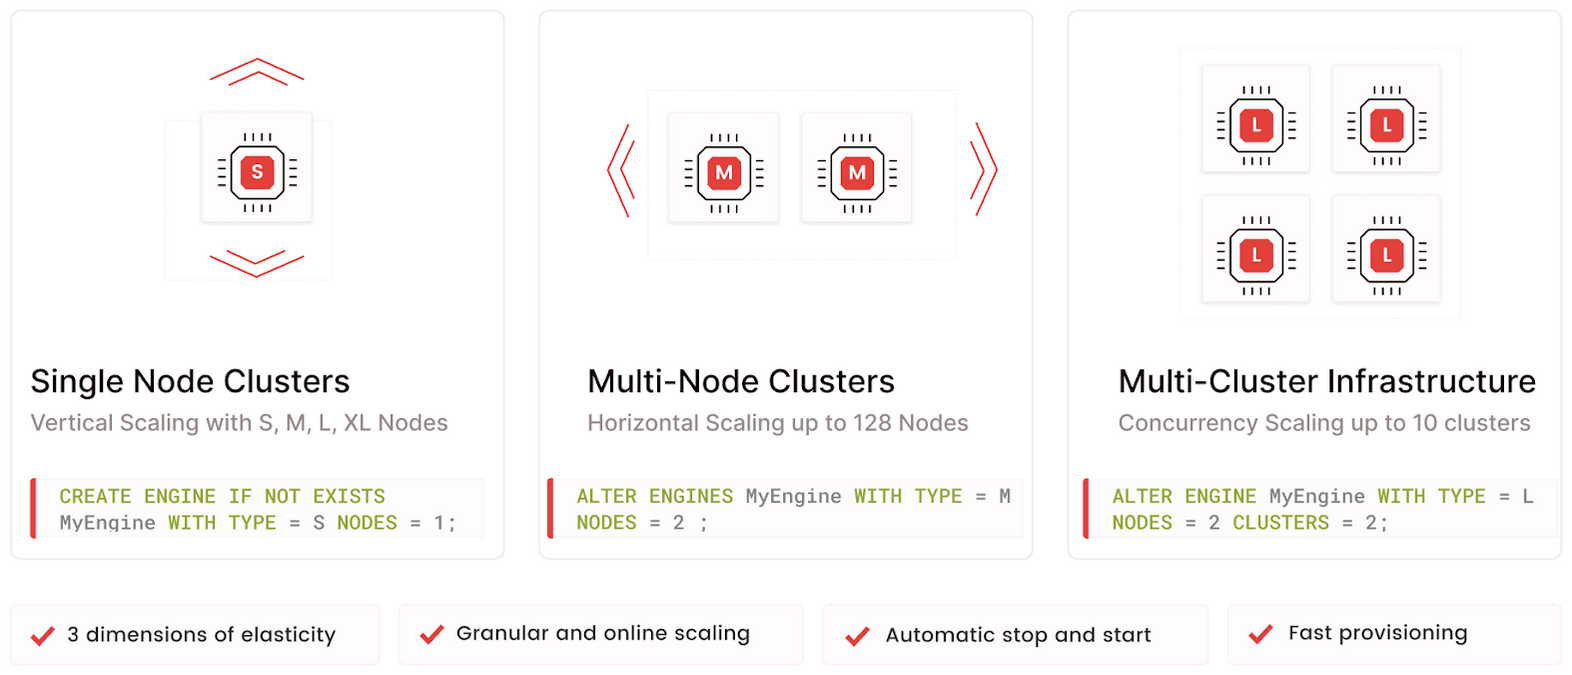 S
M M
L L
L L
Single Node Clusters
Vertical Scaling with S, M, L, XL Nodes
CREATE ENGINE IF NOT EXISTS
MyEngine WITH TYPE = S NODES = 1;
Multi-Node Clusters
Horizontal Scaling up to 128 Nodes
ALTER ENGINES MyEngine WITH TYPE = M
NODES = 2 ;
Multi-Cluster Infrastructure
Concurrency Scaling up to 10 clusters
ALTER ENGINE MyEngine WITH TYPE = L
NODES = 2 CLUSTERS = 2;
3 dimensions of elasticity
Granular and online scaling
Automatic stop and start
Fast provisioning